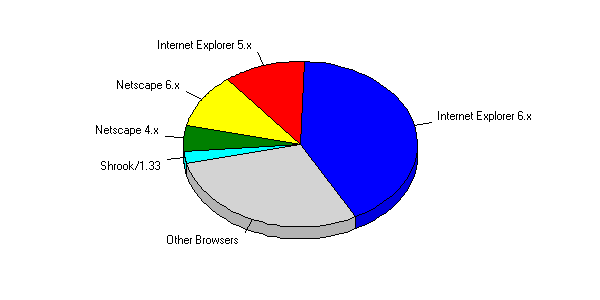 Internet Explorer 5.x
Netscape 6.x
Internet Explorer 6.x
Netscape 4.x
Shrook/1.33
Other Browsers